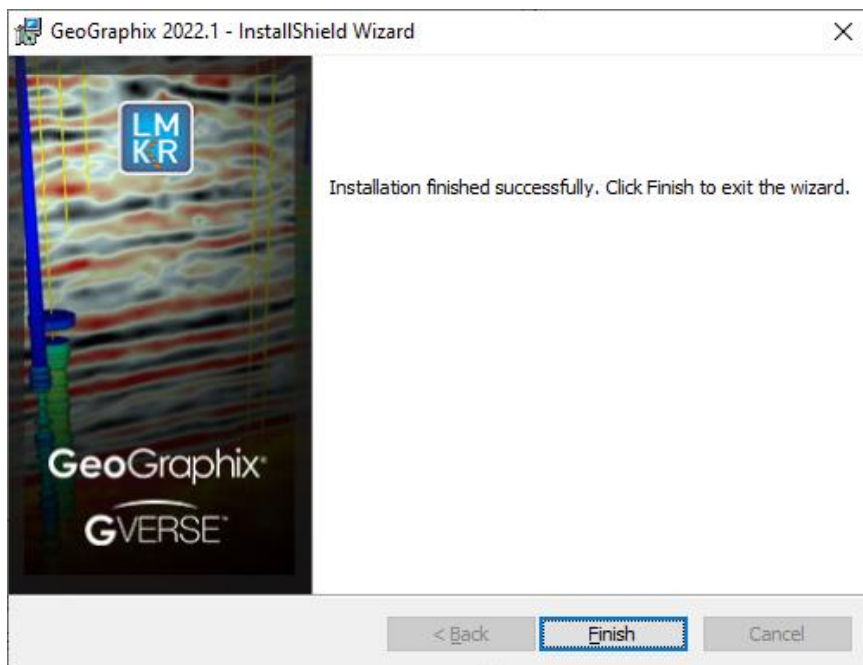 GeoGraphix 2022.1 - InstallShield Wizard
LM
KR
Installation finished successfully. Click Finish to exit the wizard.
GeoGraphix®
GVERSE™
< Back
Finish
Cancel